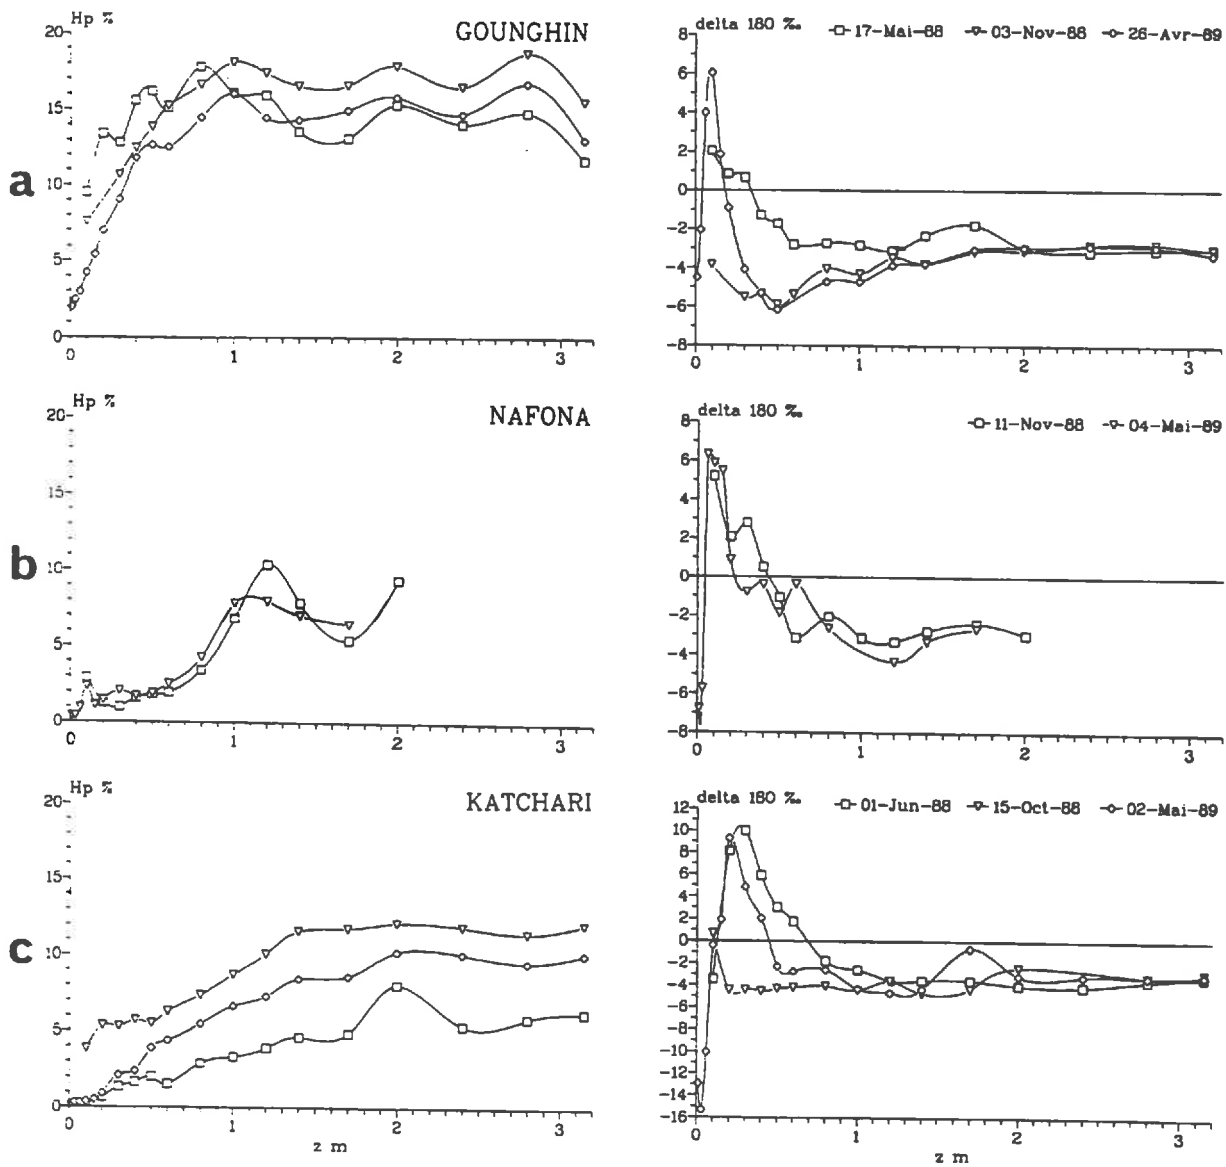 a
Hp %
GOUNGHIN
20
15
10
5
0
0 1 2 3
delta 180 ‰ 17-Mai-88 03-Nov-88 26-Avr-89
8
6
4
2
0
-2
-4
-6
-8
0 1 2 3
b
Hp %
NAFONA
20
15
10
5
0
0 1 2 3
delta 180 ‰ 11-Nov-88 04-Mai-89
8
6
4
2
0
-2
-4
-6
-8
0 1 2 3
c
Hp %
KATCHARI
20
15
10
5
0
0 1 2 3
z m
delta 180 ‰ 01-Jun-88 15-Oct-88 02-Mai-89
12
10
8
6
4
2
0
-2
-4
-6
-8
-10
-12
-14
-16
0 1 2 3
z m